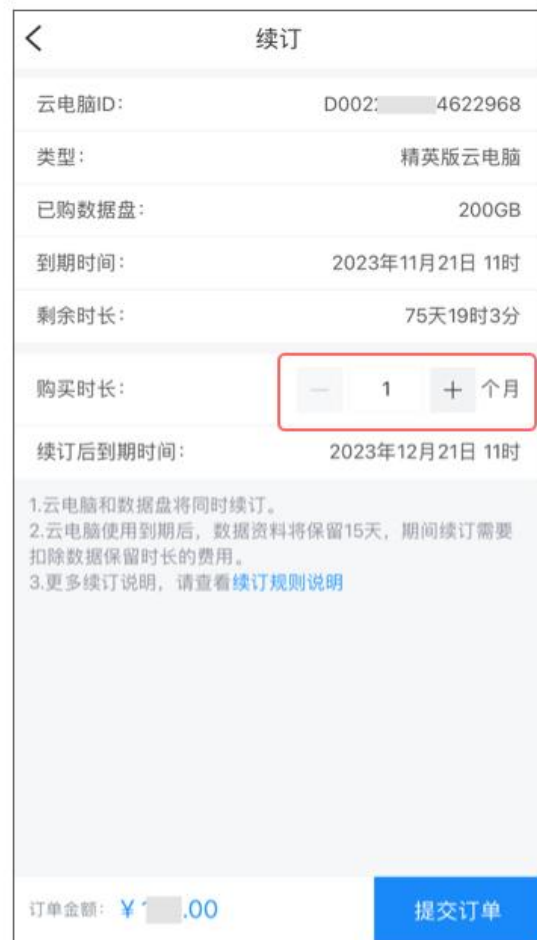 续订
云电脑ID： D002 4622968
类型： 精英版云电脑
已购数据盘： 200GB
到期时间： 2023年11月21日 11时
剩余时长： 75天19时3分
购买时长： — 1 + 个月
续订后到期时间： 2023年12月21日 11时
1.云电脑和数据盘将同时续订。
2.云电脑使用到期后，数据资料将保留15天，期间续订需要
扣除数据保留时长的费用。
3.更多续订说明，请查看续订规则说明
订单金额： ¥ .00 提交订单